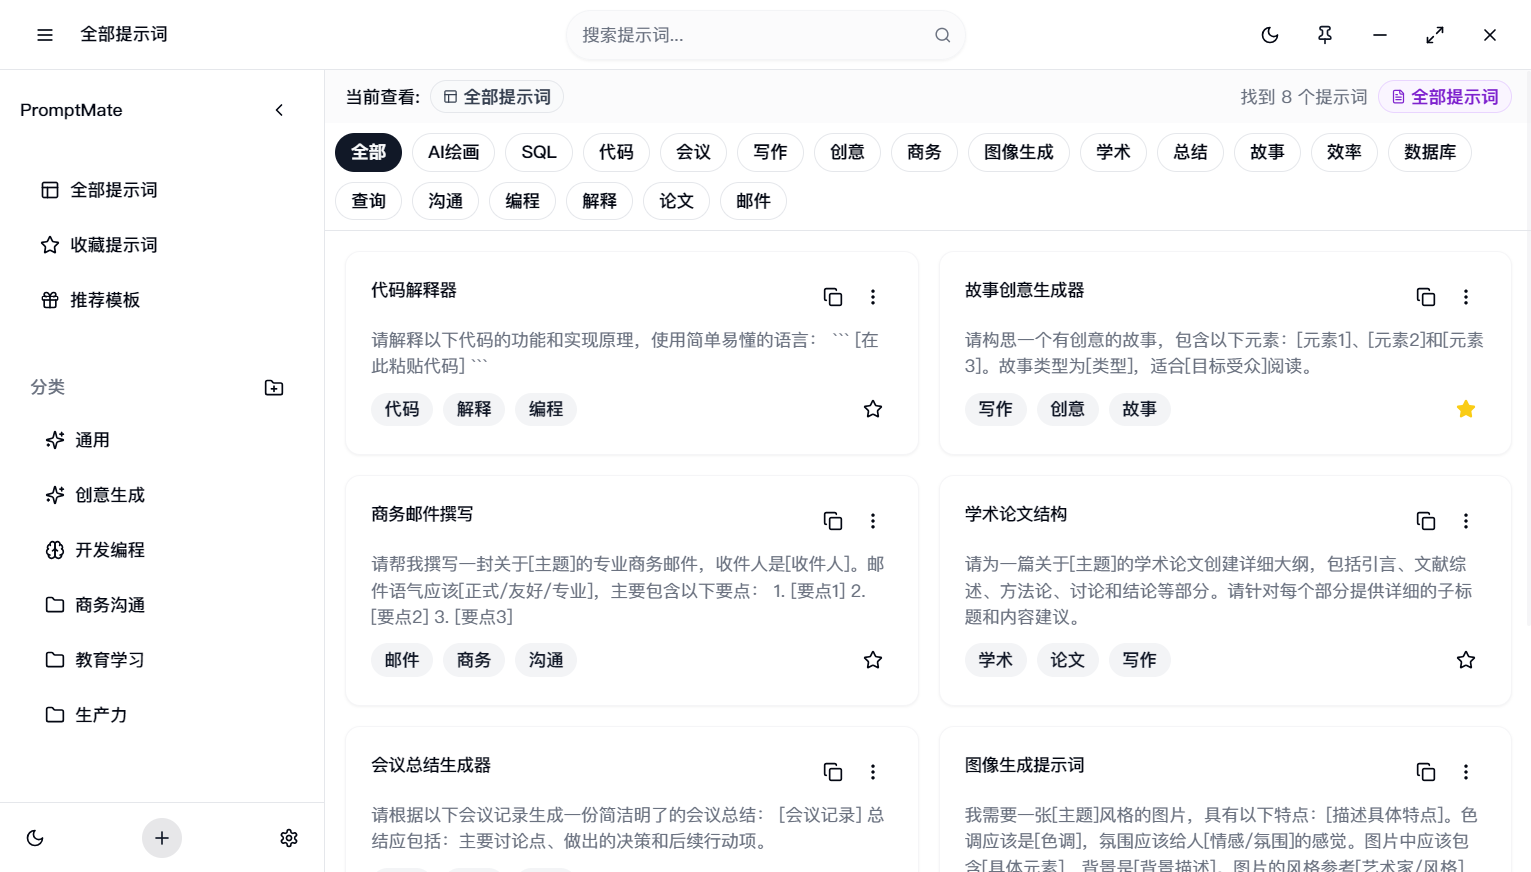 全部提示词
搜索提示词...
PromptMate
全部提示词
收藏提示词
推荐模板
分类
通用
创意生成
开发编程
商务沟通
教育学习
生产力
当前查看: 全部提示词
找到 8 个提示词 全部提示词
全部 AI绘画 SQL 代码 会议 写作 创意 商务 图像生成 学术 总结 故事 效率 数据库
查询 沟通 编程 解释 论文 邮件
代码解释器
请解释以下代码的功能和实现原理，使用简单易懂的语言： ``` [在
此粘贴代码] ```
代码 解释 编程
故事创意生成器
请构思一个有创意的故事，包含以下元素：[元素1]、[元素2]和[元素
3]。故事类型为[类型]，适合[目标受众]阅读。
写作 创意 故事
商务邮件撰写
请帮我撰写一封关于[主题]的专业商务邮件，收件人是[收件人]。邮
件语气应该[正式/友好/专业]，主要包含以下要点： 1. [要点1] 2.
[要点2] 3. [要点3]
邮件 商务 沟通
学术论文结构
请为一篇关于[主题]的学术论文创建详细大纲，包括引言、文献综
述、方法论、讨论和结论等部分。请针对每个部分提供详细的子标
题和内容建议。
学术 论文 写作
会议总结生成器
请根据以下会议记录生成一份简洁明了的会议总结： [会议记录] 总
结应包括：主要讨论点、做出的决策和后续行动项。
图像生成提示词
我需要一张[主题]风格的图片，具有以下特点：[描述具体特点]。色
调应该是[色调]，氛围应该给人[情感/氛围]的感觉。图片中应该包
含[具体元素]，背景是[背景描述]。图片的风格参考[艺术家/风格]